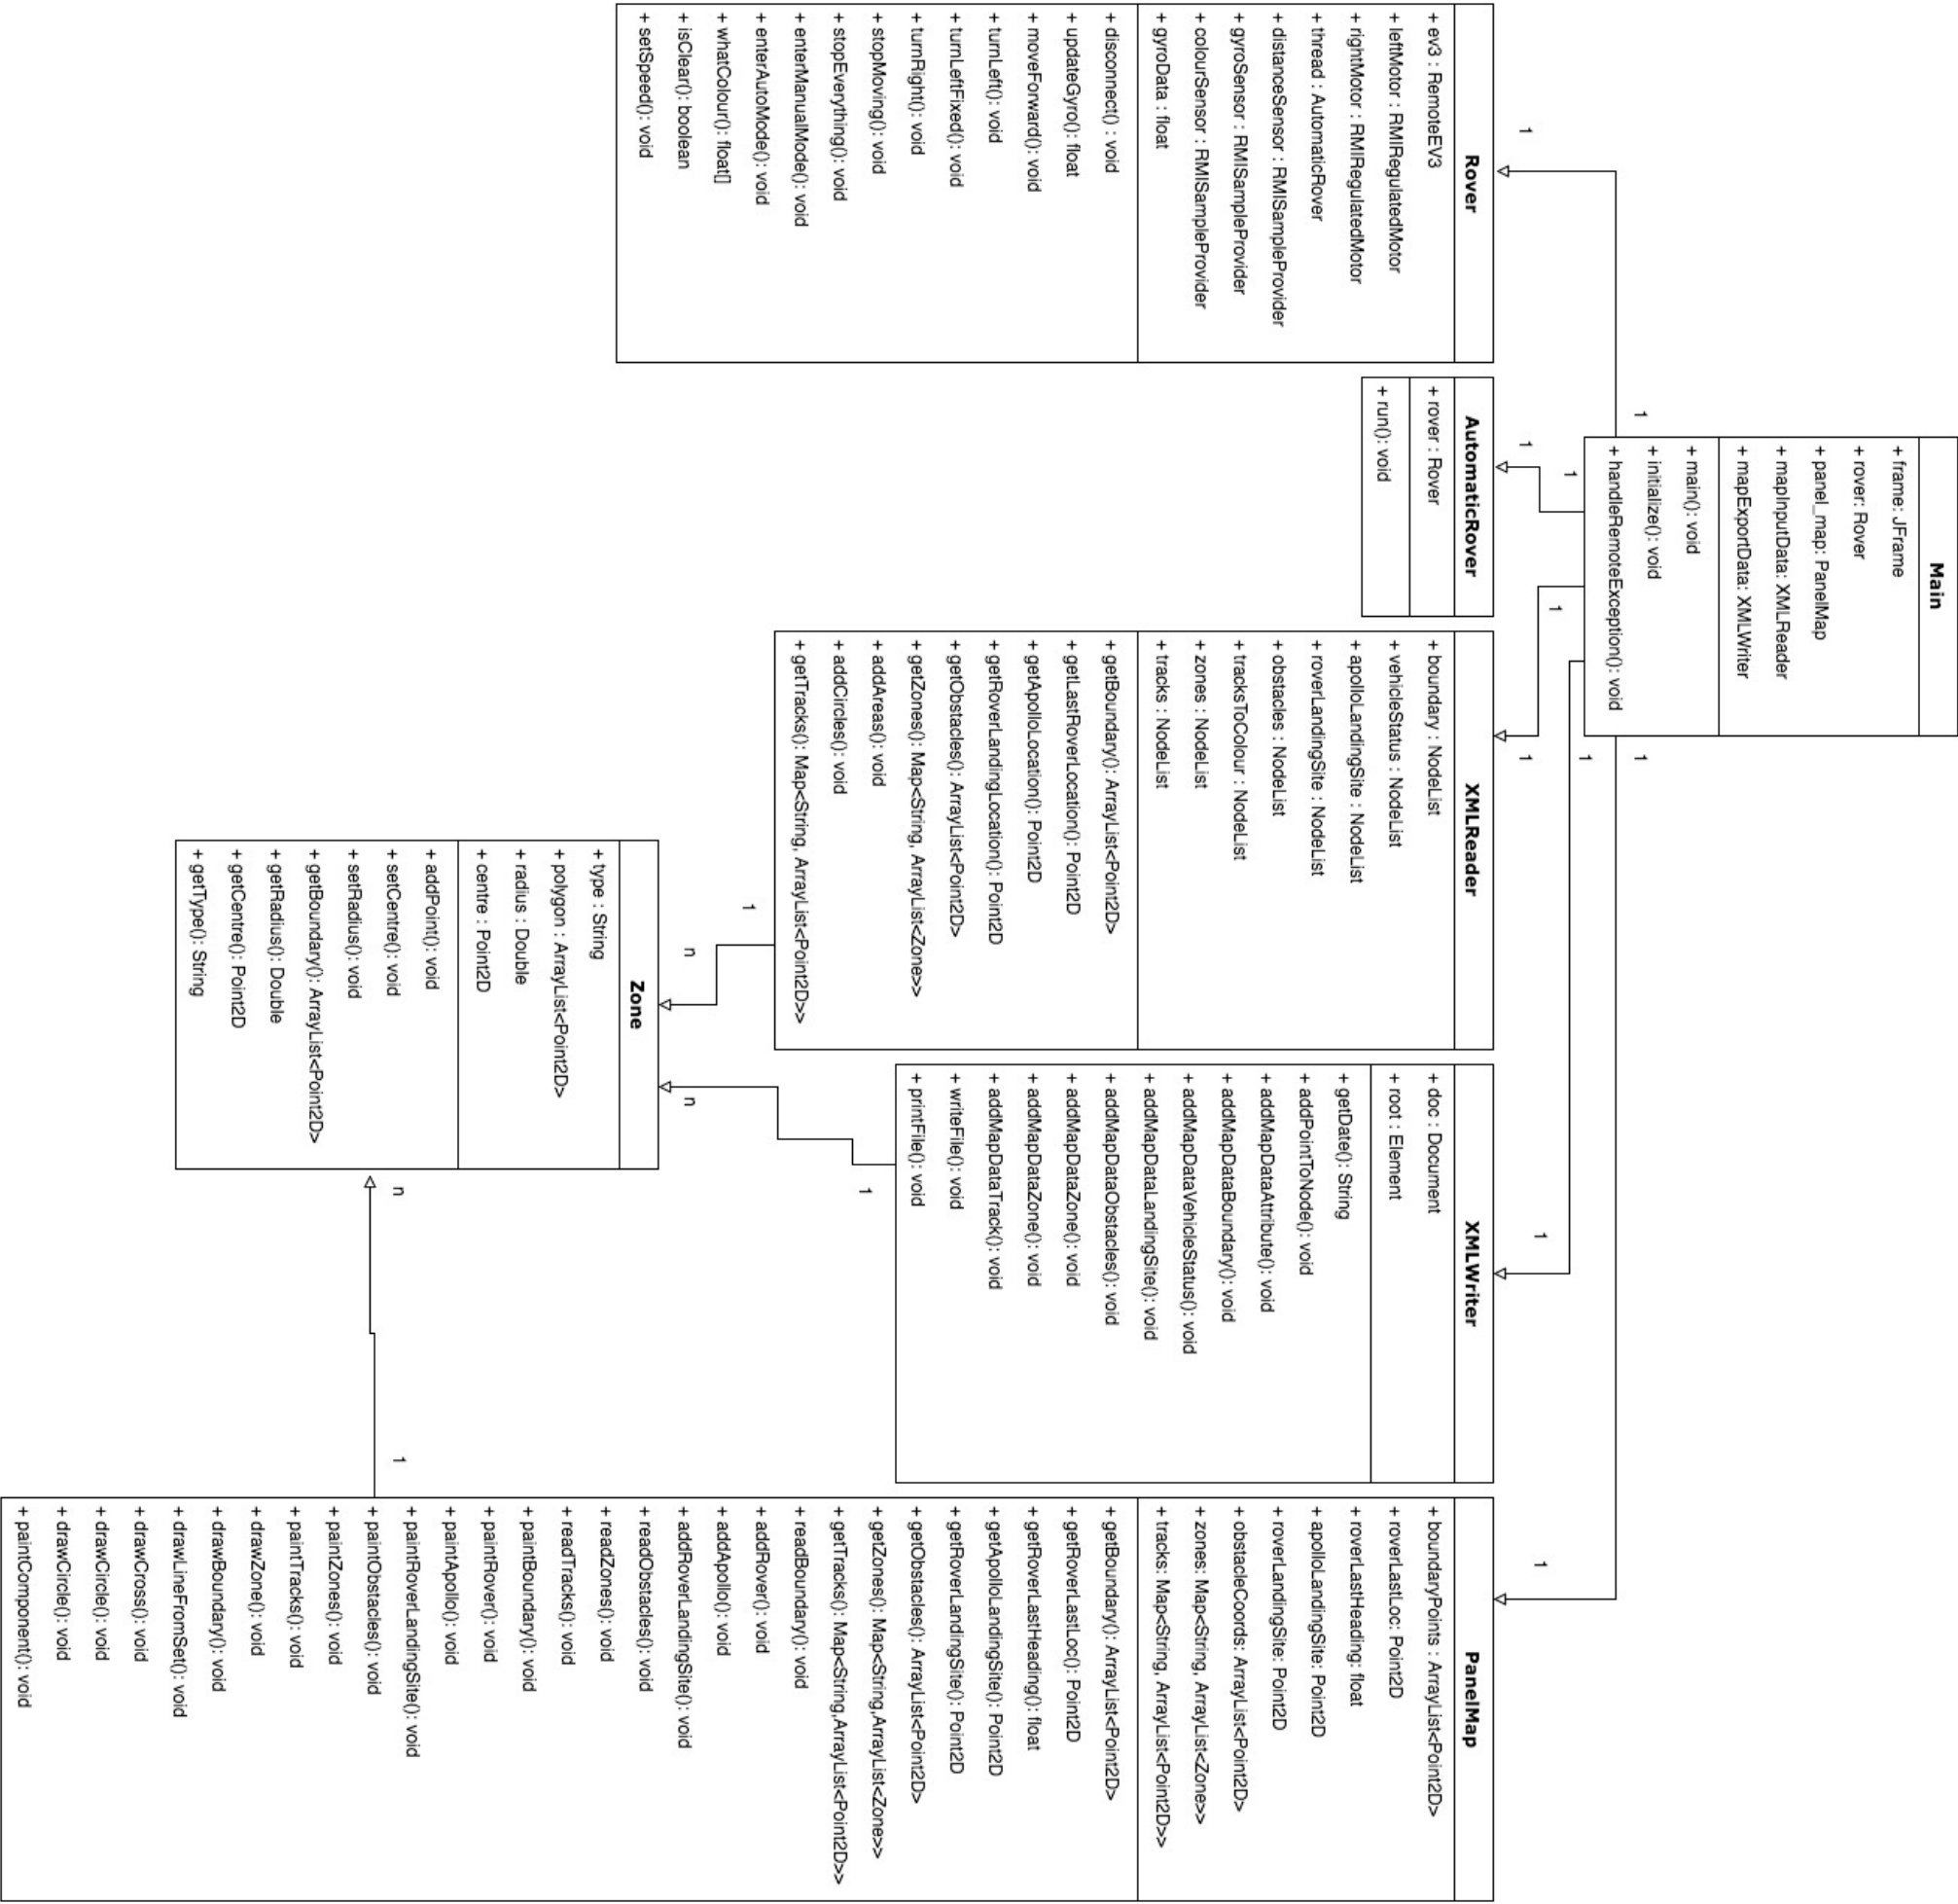 Main
+ frame: JFrame
+ rover: Rover
+ panel_map: PanelMap
+ mapInputData: XMLReader
+ mapExportData: XMLWriter
+ main(): void
+ initialize(): void
+ handleRemoteException(): void
1
1
1
1
1
1
1
1
1
1
Rover
+ ev3 : RemoteEV3
+ leftMotor : RMIRegulatedMotor
+ rightMotor : RMIRegulatedMotor
+ thread : AutomaticRover
+ distanceSensor : RMISampleProvider
+ gyroSensor : RMISampleProvider
+ colourSensor : RMISampleProvider
+ gyroData : float
+ disconnect() : void
+ updateGyro(): float
+ moveForward(): void
+ turnLeft(): void
+ turnLeftFixed(): void
+ turnRight(): void
+ stopMoving(): void
+ stopEverything(): void
+ enterManualMode(): void
+ enterAutoMode(): void
+ whatColour(): float[]
+ isClear(): boolean
+ setSpeed(): void
AutomaticRover
+ rover : Rover
+ run(): void
XMLReader
+ boundary : NodeList
+ vehicleStatus : NodeList
+ apolloLandingSite : NodeList
+ roverLandingSite : NodeList
+ obstacles : NodeList
+ tracksToColour : NodeList
+ zones : NodeList
+ tracks : NodeList
+ getBoundary(): ArrayList<Point2D>
+ getLastRoverLocation(): Point2D
+ getApolloLocation(): Point2D
+ getRoverLandingLocation(): Point2D
+ getObstacles(): ArrayList<Point2D>
+ getZones(): Map<String, ArrayList<Zone>>
+ addAreas(): void
+ addCircles(): void
+ getTracks(): Map<String, ArrayList<Point2D>>
XMLWriter
+ doc : Document
+ root : Element
+ getDate(): String
+ addPointToNode(): void
+ addMapDataAttribute(): void
+ addMapDataBoundary(): void
+ addMapDataVehicleStatus(): void
+ addMapDataLandingSite(): void
+ addMapDataObstacles(): void
+ addMapDataZone(): void
+ addMapDataZone(): void
+ addMapDataTrack(): void
+ writeFile(): void
+ printFile(): void
PanelMap
+ boundaryPoints : ArrayList<Point2D>
+ roverLastLoc: Point2D
+ roverLastHeading: float
+ apolloLandingSite: Point2D
+ roverLandingSite: Point2D
+ obstacleCoords: ArrayList<Point2D>
+ zones: Map<String, ArrayList<Zone>>
+ tracks: Map<String, ArrayList<Point2D>>
+ getBoundary(): ArrayList<Point2D>
+ getRoverLastLoc(): Point2D
+ getRoverLastHeading(): float
+ getApolloLandingSite(): Point2D
+ getRoverLandingSite(): Point2D
+ getObstacles(): ArrayList<Point2D>
+ getZones(): Map<String,ArrayList<Zone>>
+ getTracks(): Map<String,ArrayList<Point2D>>
+ readBoundary(): void
+ addRover(): void
+ addApollo(): void
+ addRoverLandingSite(): void
+ readObstacles(): void
+ readZones(): void
+ readTracks(): void
+ paintBoundary(): void
+ paintRover(): void
+ paintApollo(): void
+ paintRoverLandingSite(): void
+ paintObstacles(): void
+ paintZones(): void
+ paintTracks(): void
+ drawZone(): void
+ drawBoundary(): void
+ drawLineFromSet(): void
+ drawCross(): void
+ drawCircle(): void
+ drawCircle(): void
+ paintComponent(): void
1
n
1
n
n
1
Zone
+ type : String
+ polygon : ArrayList<Point2D>
+ radius : Double
+ centre : Point2D
+ addPoint(): void
+ setCentre(): void
+ setRadius(): void
+ getBoundary(): ArrayList<Point2D>
+ getRadius(): Double
+ getCentre(): Point2D
+ getType(): String